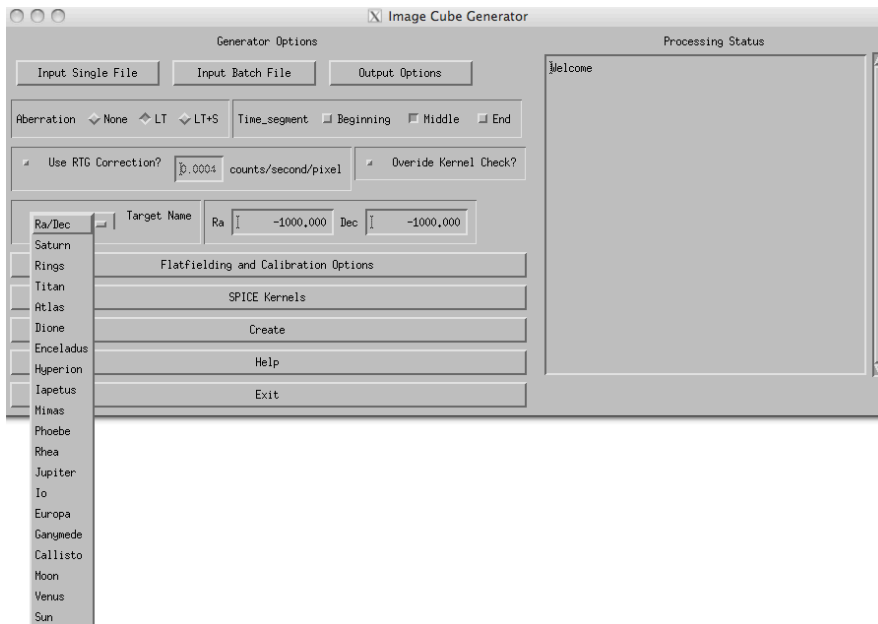 X Image Cube Generator
Generator Options
Processing Status
Input Single File
Input Batch File
Output Options
Welcome
Aberration None LT LT+S
Time_segment Beginning Middle End
Use RTG Correction? 0.0004 counts/second/pixel
Override Kernel Check?
Ra/Dec
Target Name
Ra -1000.000 Dec -1000.000
Saturn
Rings
Titan
Atlas
Dione
Enceladus
Hyperion
Iapetus
Mimas
Phoebe
Rhea
Jupiter
Io
Europa
Ganymede
Callisto
Moon
Venus
Sun
Flatfielding and Calibration Options
SPICE Kernels
Create
Help
Exit